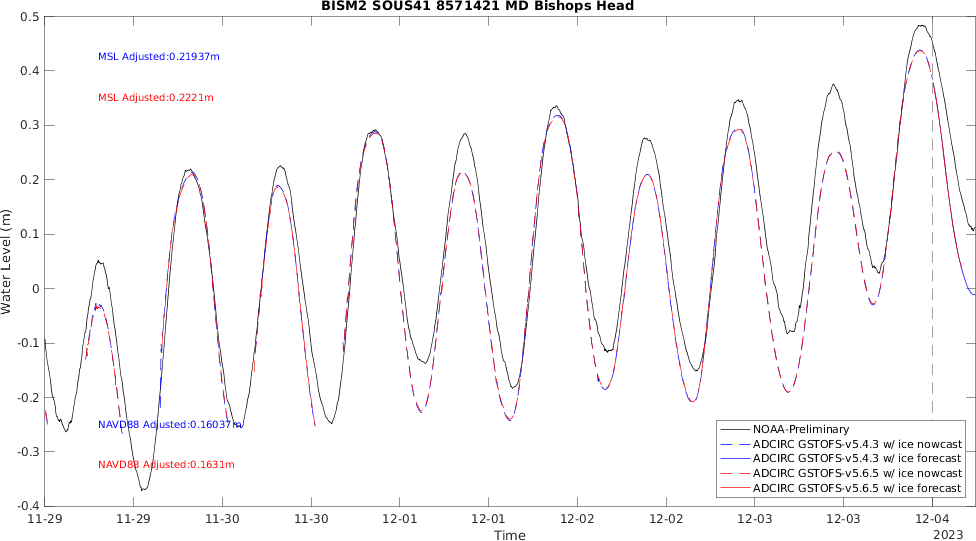 BISM2 SOUS41 8571421 MD Bishops Head
0.5
0.4
0.3
0.2
0.1
0
-0.1
-0.2
-0.3
-0.4
Water Level (m)
MSL Adjusted:0.21937m
MSL Adjusted:0.2221m
NAVD88 Adjusted:0.16037m
NAVD88 Adjusted:0.1631m
NOAA-Preliminary
ADCIRC GSTOFS-v5.4.3 w/ ice nowcast
ADCIRC GSTOFS-v5.4.3 w/ ice forecast
ADCIRC GSTOFS-v5.6.5 w/ ice nowcast
ADCIRC GSTOFS-v5.6.5 w/ ice forecast
11-29 11-29 11-30 11-30 12-01 12-01 12-02 12-02 12-03 12-03 12-04
Time 2023